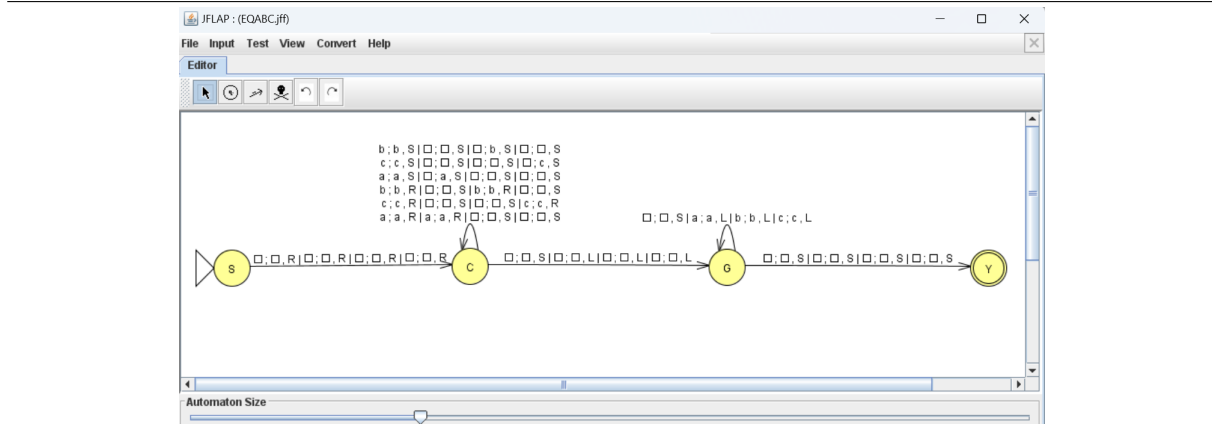 JFLAP : (EQABC.jff)
File Input Test View Convert Help
Editor
b ; b , S | □ ; □ , S | □ ; b , S | □ ; □ , S
c ; c , S | □ ; □ , S | □ ; □ , S | □ ; c , S
a ; a , S | □ ; a , S | □ ; □ , S | □ ; □ , S
b ; b , R | □ ; □ , S | b ; b , R | □ ; □ , S
c ; c , R | □ ; □ , S | □ ; □ , S | c ; c , R
a ; a , R | a ; a , R | □ ; □ , S | □ ; □ , S
□ ; □ , S | a ; a , L | b ; b , L | c ; c , L
S
□ ; □ , R | □ ; □ , R | □ ; □ , R | □ ; □ , R
C
□ ; □ , S | □ ; □ , L | □ ; □ , L | □ ; □ , L
G
□ ; □ , S | □ ; □ , S | □ ; □ , S | □ ; □ , S
Y
Automaton Size